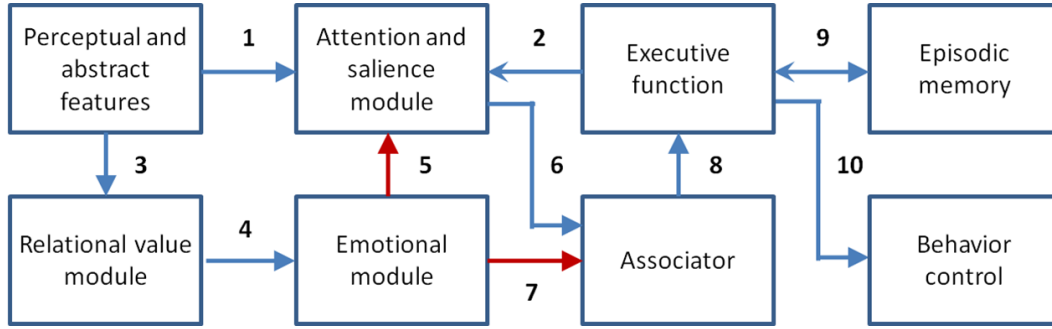 Perceptual and
abstract
features
1
Attention and
salience
module
2
Executive
function
9
Episodic
memory
3
5
6
8
10
Relational value
module
4
Emotional
module
7
Associator
Behavior
control